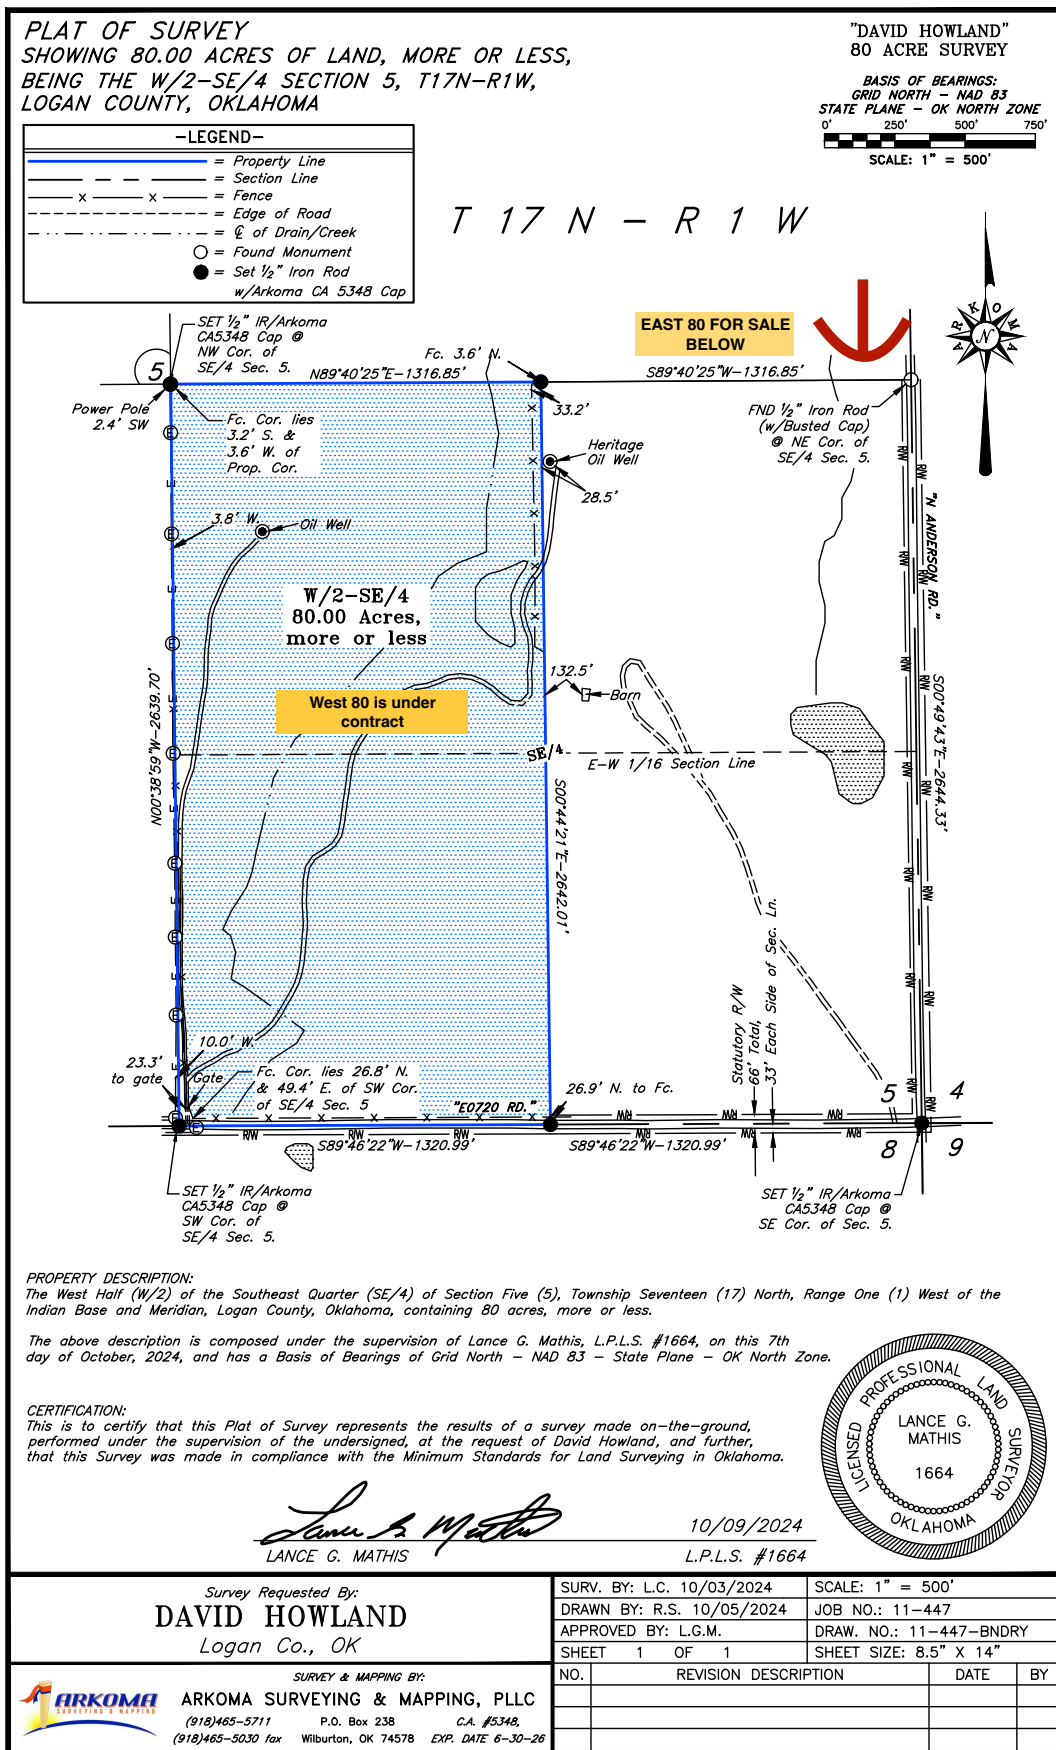 PLAT OF SURVEY
SHOWING 80.00 ACRES OF LAND, MORE OR LESS,
BEING THE W/2-SE/4 SECTION 5, T17N-R1W,
LOGAN COUNTY, OKLAHOMA
"DAVID HOWLAND"
80 ACRE SURVEY
BASIS OF BEARINGS:
GRID NORTH - NAD 83
STATE PLANE - OK NORTH ZONE
0' 250' 500' 750'
SCALE: 1" = 500'
-LEGEND-
= Property Line
= Section Line
x x = Fence
= Edge of Road
= ℄ of Drain/Creek
= Found Monument
= Set 1/2" Iron Rod
w/Arkoma CA 5348 Cap
T 17 N - R 1 W
ARKOMA
N
EAST 80 FOR SALE
BELOW
SET 1/2" IR/Arkoma
CA5348 Cap @
NW Cor. of
SE/4 Sec. 5.
5
Fc. 3.6' N.
N89°40'25"E-1316.85'
S89°40'25"W-1316.85'
Power Pole
2.4' SW
Fc. Cor. lies
3.2' S. &
3.6' W. of
Prop. Cor.
33.2'
FND 1/2" Iron Rod
(w/Busted Cap)
@ NE Cor. of
SE/4 Sec. 5.
Heritage
Oil Well
28.5'
3.8' W.
Oil Well
"N ANDERSON RD."
W/2-SE/4
80.00 Acres,
more or less
N00°38'59"W-2639.70'
132.5'
Barn
West 80 is under
contract
SE/4
E-W 1/16 Section Line
S00°44'21"E-2642.01'
S00°49'43"E-2644.33'
Statutory R/W
66' Total,
33' Each Side of Sec. Ln.
10.0' W.
23.3'
to gate
Gate
Fc. Cor. lies 26.8' N.
& 49.4' E. of SW Cor.
of SE/4 Sec. 5
"E0720 RD."
26.9' N. to Fc.
5 4
8 9
R/W R/W R/W R/W R/W R/W
S89°46'22"W-1320.99'
S89°46'22"W-1320.99'
SET 1/2" IR/Arkoma
CA5348 Cap @
SW Cor. of
SE/4 Sec. 5.
SET 1/2" IR/Arkoma
CA5348 Cap @
SE Cor. of Sec. 5.
PROPERTY DESCRIPTION:
The West Half (W/2) of the Southeast Quarter (SE/4) of Section Five (5), Township Seventeen (17) North, Range One (1) West of the
Indian Base and Meridian, Logan County, Oklahoma, containing 80 acres, more or less.
The above description is composed under the supervision of Lance G. Mathis, L.P.L.S. #1664, on this 7th
day of October, 2024, and has a Basis of Bearings of Grid North - NAD 83 - State Plane - OK North Zone.
CERTIFICATION:
This is to certify that this Plat of Survey represents the results of a survey made on-the-ground,
performed under the supervision of the undersigned, at the request of David Howland, and further,
that this Survey was made in compliance with the Minimum Standards for Land Surveying in Oklahoma.
LICENSED PROFESSIONAL LAND SURVEYOR
LANCE G.
MATHIS
1664
OKLAHOMA
Lance G. Mathis
10/09/2024
LANCE G. MATHIS
L.P.L.S. #1664
Survey Requested By:
DAVID HOWLAND
Logan Co., OK
SURV. BY: L.C. 10/03/2024
SCALE: 1" = 500'
DRAWN BY: R.S. 10/05/2024
JOB NO.: 11-447
APPROVED BY: L.G.M.
DRAW. NO.: 11-447-BNDRY
SHEET 1 OF 1
SHEET SIZE: 8.5" X 14"
NO. REVISION DESCRIPTION DATE BY
ARKOMA
SURVEYING & MAPPING
SURVEY & MAPPING BY:
ARKOMA SURVEYING & MAPPING, PLLC
(918)465-5711 P.O. Box 238 C.A. #5348,
(918)465-5030 fax Wilburton, OK 74578 EXP. DATE 6-30-26